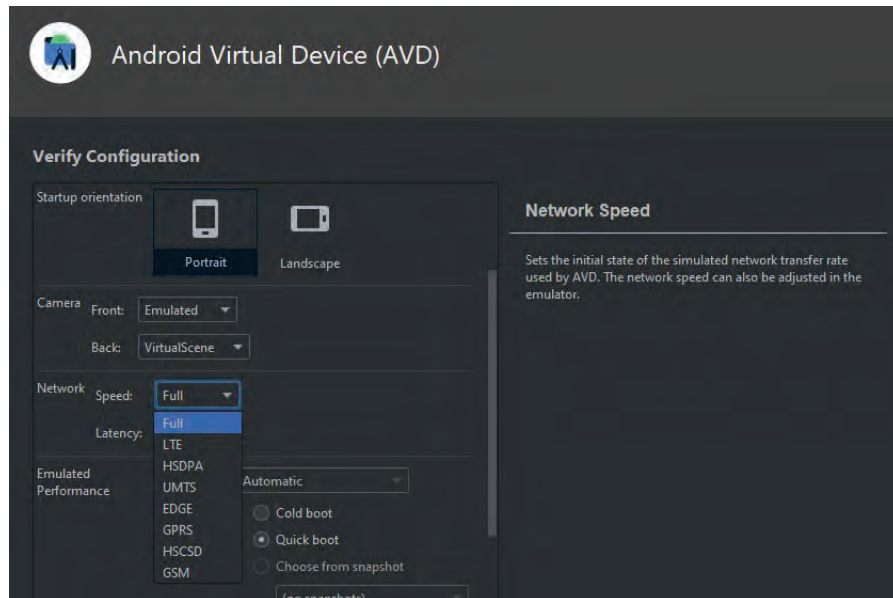 Android Virtual Device (AVD)
Verify Configuration
Startup orientation
Portrait
Landscape
Camera
Front:
Emulated
Back:
VirtualScene
Network
Speed:
Full
Full
LTE
HSDPA
UMTS
EDGE
GPRS
HSCSD
GSM
Latency:
Emulated
Performance
Automatic
Cold boot
Quick boot
Choose from snapshot
(no snapshots)
Network Speed
Sets the initial state of the simulated network transfer rate
used by AVD. The network speed can also be adjusted in the
emulator.